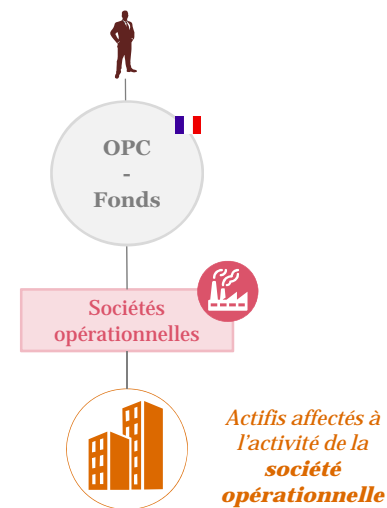 OPC
-
Fonds
Sociétés
opérationnelles
Actifis affectés à
l'activité de la
société
opérationnelle